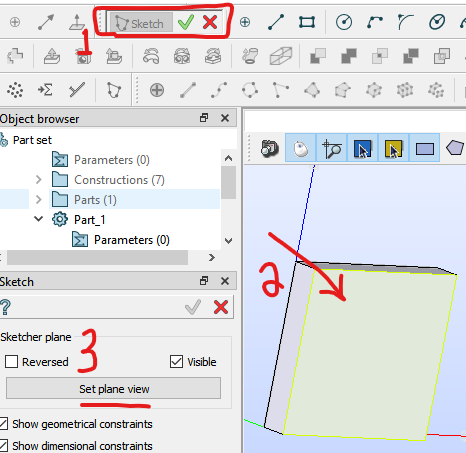 Sketch
1
Object browser
Part set
Parameters (0)
Constructions (7)
Parts (1)
Part_1
Parameters (0)
Sketch
?
Sketcher plane
3
Reversed
Visible
Set plane view
Show geometrical constraints
Show dimensional constraints
2